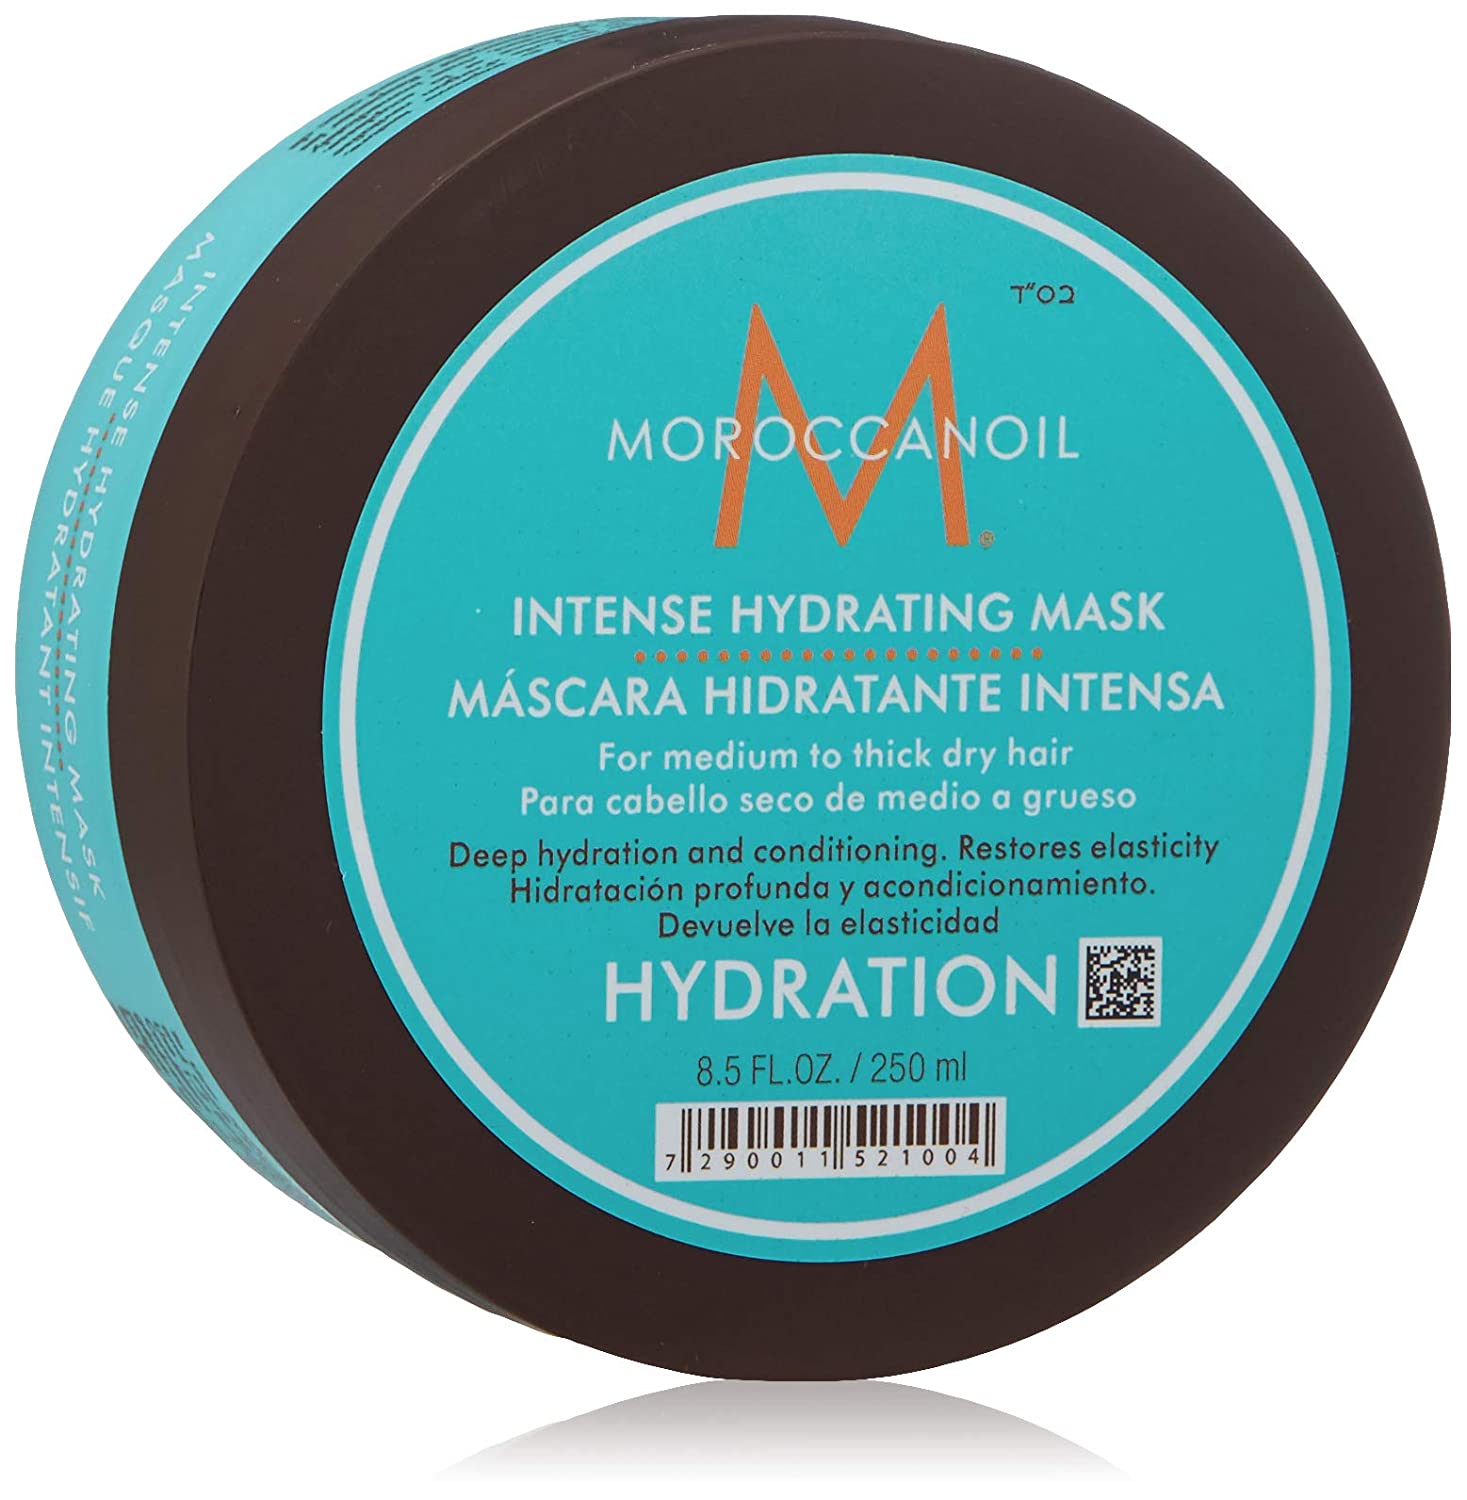 בס"ד
MOROCCANOIL
®
INTENSE HYDRATING MASK
MÁSCARA HIDRATANTE INTENSA
For medium to thick dry hair
Para cabello seco de medio a grueso
Deep hydration and conditioning. Restores elasticity
Hidratación profunda y acondicionamiento.
Devuelve la elasticidad
HYDRATION
8.5 FL.OZ. / 250 ml
7 290011 521004
INTENSE HYDRATING MASK
MASQUE HYDRATANT INTENSIF